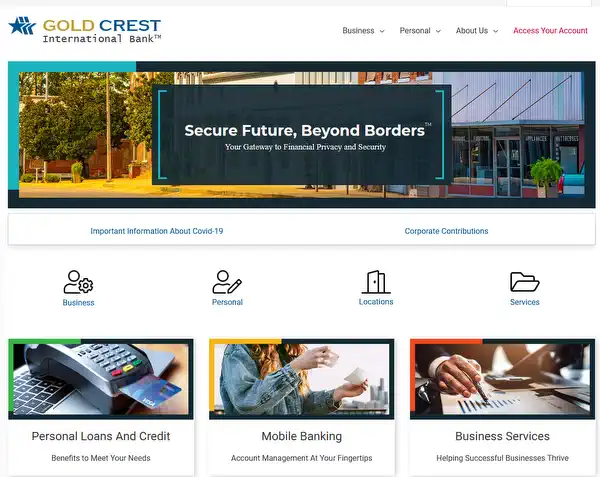 GOLD CREST
International Bank™
Business
Personal
About Us
Access Your Account
Secure Future, Beyond Borders™
Your Gateway to Financial Privacy and Security
Important Information About Covid-19
Corporate Contributions
Business
Personal
Locations
Services
VISA
Personal Loans And Credit
Mobile Banking
Business Services
Benefits to Meet Your Needs
Account Management At Your Fingertips
Helping Successful Businesses Thrive